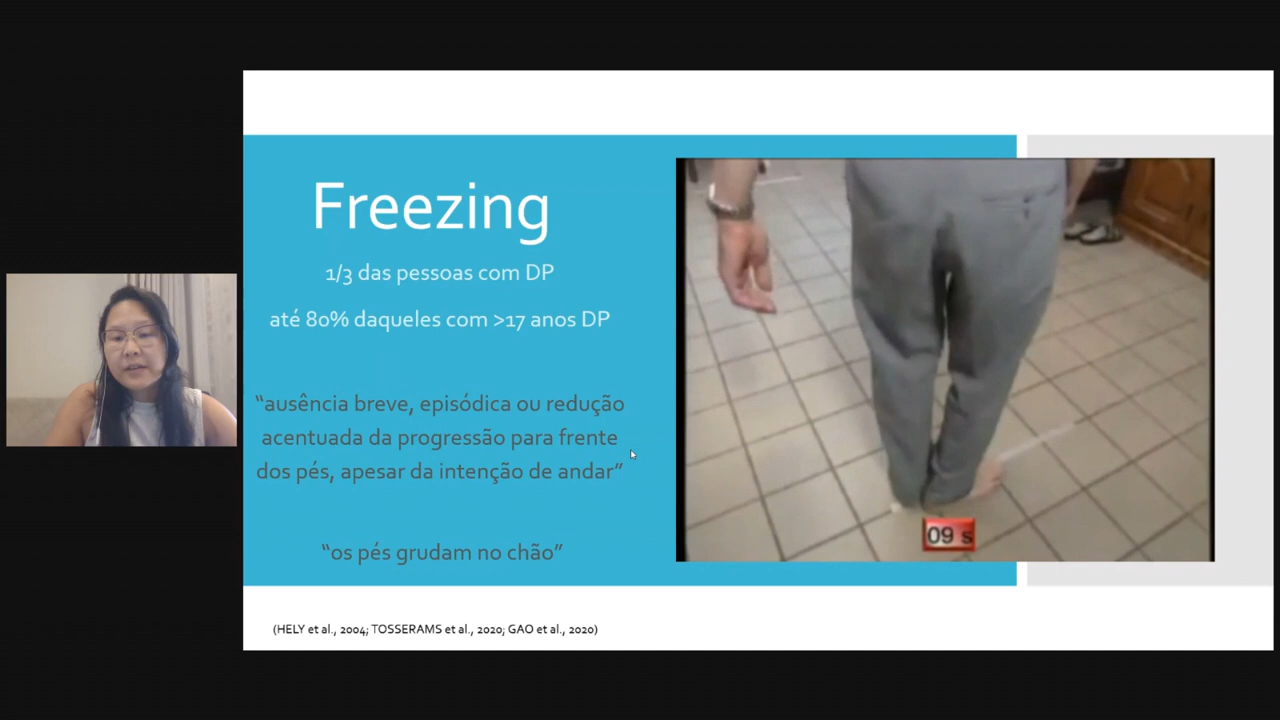 Freezing
1/3 das pessoas com DP
até 80% daqueles com >17 anos DP
“ausência breve, episódica ou redução
acentuada da progressão para frente
dos pés, apesar da intenção de andar”
“os pés grudam no chão”
09 s
(HELY et al., 2004; TOSSERAMS et al., 2020; GAO et al., 2020)